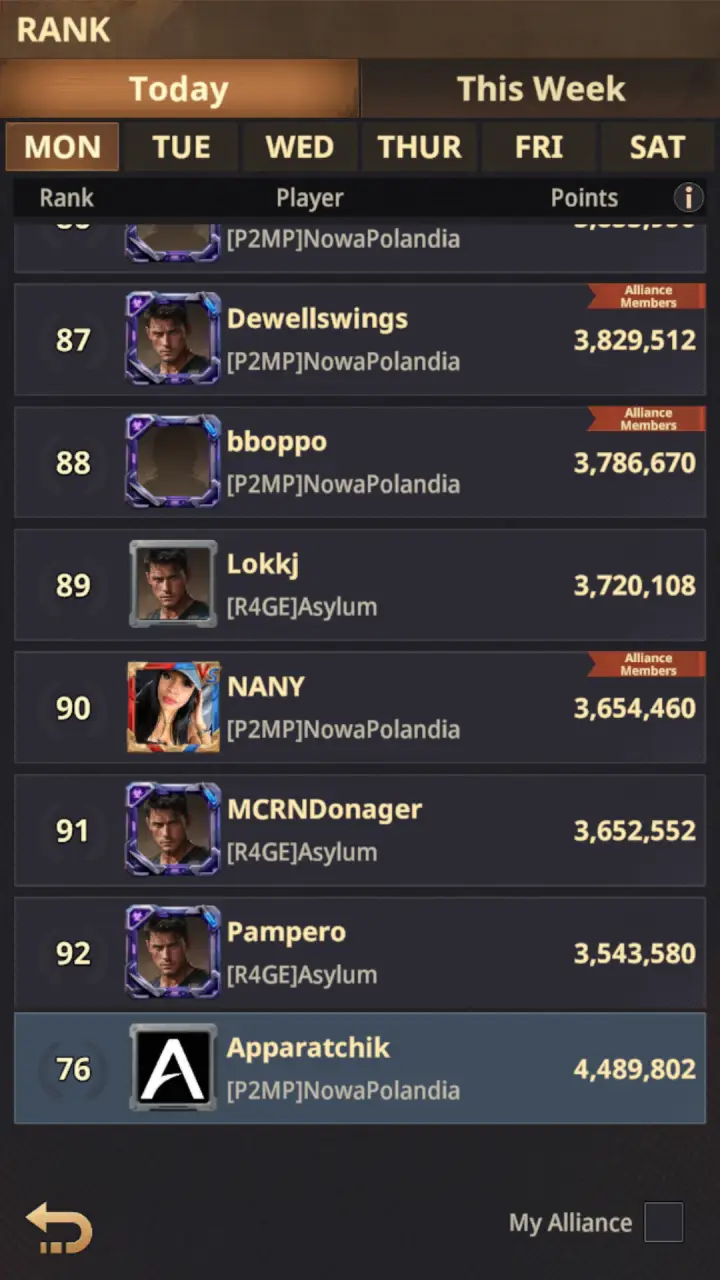 RANK
Today
This Week
MON
TUE
WED
THUR
FRI
SAT
Rank
Player
Points
[P2MP]NowaPolandia
Alliance
Members
87
Dewellswings
[P2MP]NowaPolandia
3,829,512
Alliance
Members
88
bboppo
[P2MP]NowaPolandia
3,786,670
89
Lokkj
[R4GE]Asylum
3,720,108
Alliance
Members
90
NANY
[P2MP]NowaPolandia
3,654,460
91
MCRNDonager
[R4GE]Asylum
3,652,552
92
Pampero
[R4GE]Asylum
3,543,580
76
Apparatchik
[P2MP]NowaPolandia
4,489,802
My Alliance